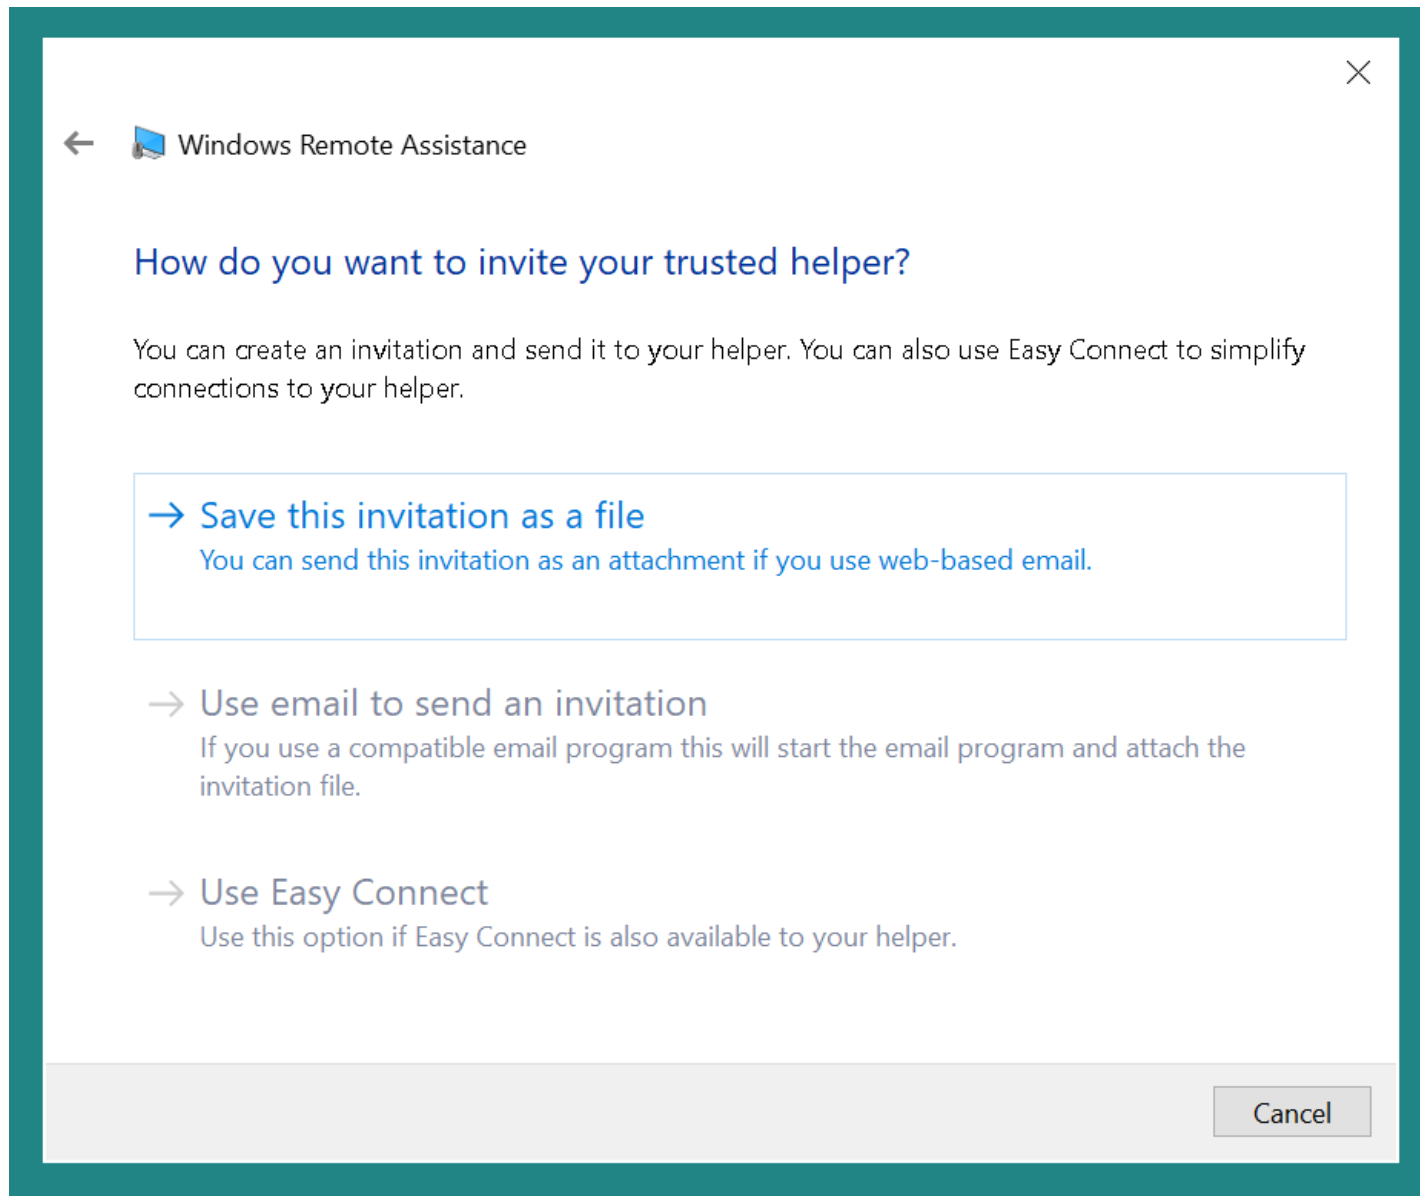 Windows Remote Assistance
How do you want to invite your trusted helper?
You can create an invitation and send it to your helper. You can also use Easy Connect to simplify
connections to your helper.
Save this invitation as a file
You can send this invitation as an attachment if you use web-based email.
Use email to send an invitation
If you use a compatible email program this will start the email program and attach the
invitation file.
Use Easy Connect
Use this option if Easy Connect is also available to your helper.
Cancel